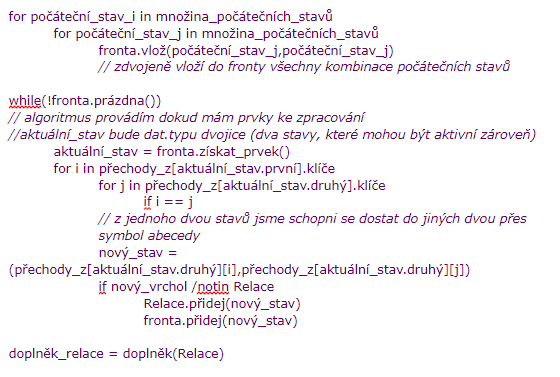 for počáteční_stav_i in množina_počátečních_stavů
for počáteční_stav_j in množina_počátečních_stavů
fronta.vlož(počáteční_stav_j,počáteční_stav_j)
// zdvojeně vloží do fronty všechny kombinace počátečních stavů
while(!fronta.prázdna())
// algoritmus provádím dokud mám prvky ke zpracování
//aktuální_stav bude dat.typu dvojice (dva stavy, které mohou být aktivní zároveň)
aktuální_stav = fronta.získat_prvek()
for i in přechody_z[aktuální_stav.první].klíče
for j in přechody_z[aktuální_stav.druhý].klíče
if i == j
// z jednoho dvou stavů jsme schopni se dostat do jiných dvou přes
symbol abecedy
nový_stav =
(přechody_z[aktuální_stav.druhý][i],přechody_z[aktuální_stav.druhý][j])
if nový_vrchol /notin Relace
Relace.přidej(nový_stav)
fronta.přidej(nový_stav)
doplněk_relace = doplněk(Relace)